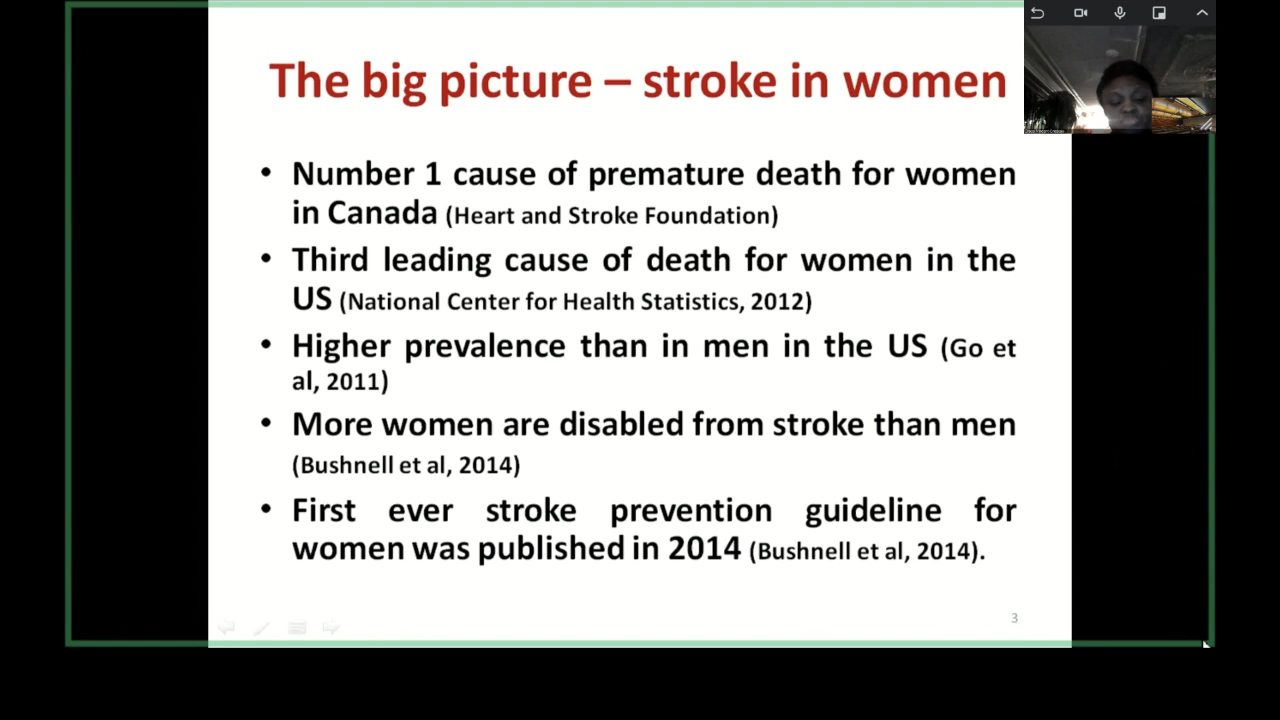 The big picture – stroke in women
• Number 1 cause of premature death for women
in Canada (Heart and Stroke Foundation)
• Third leading cause of death for women in the
US (National Center for Health Statistics, 2012)
• Higher prevalence than in men in the US (Go et
al, 2011)
• More women are disabled from stroke than men
(Bushnell et al, 2014)
• First ever stroke prevention guideline for
women was published in 2014 (Bushnell et al, 2014).
3